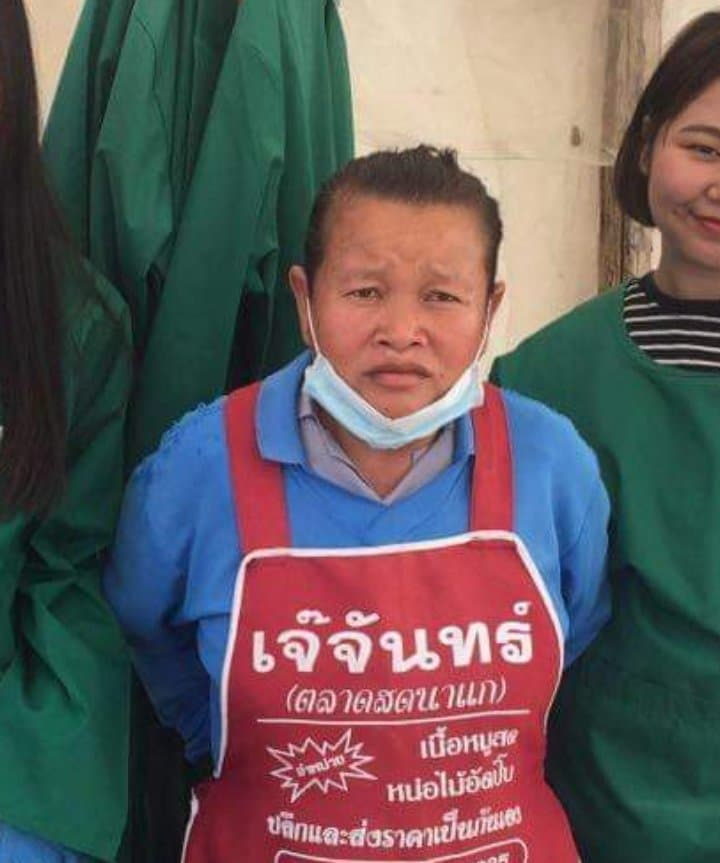 เจ๊จันทร์
(ตลาดสดนาแก)
จำหน่าย
เนื้อหมูสด
หน่อไม้อัดปี๊บ
ปลีกและส่งราคาเป็นกันเอง